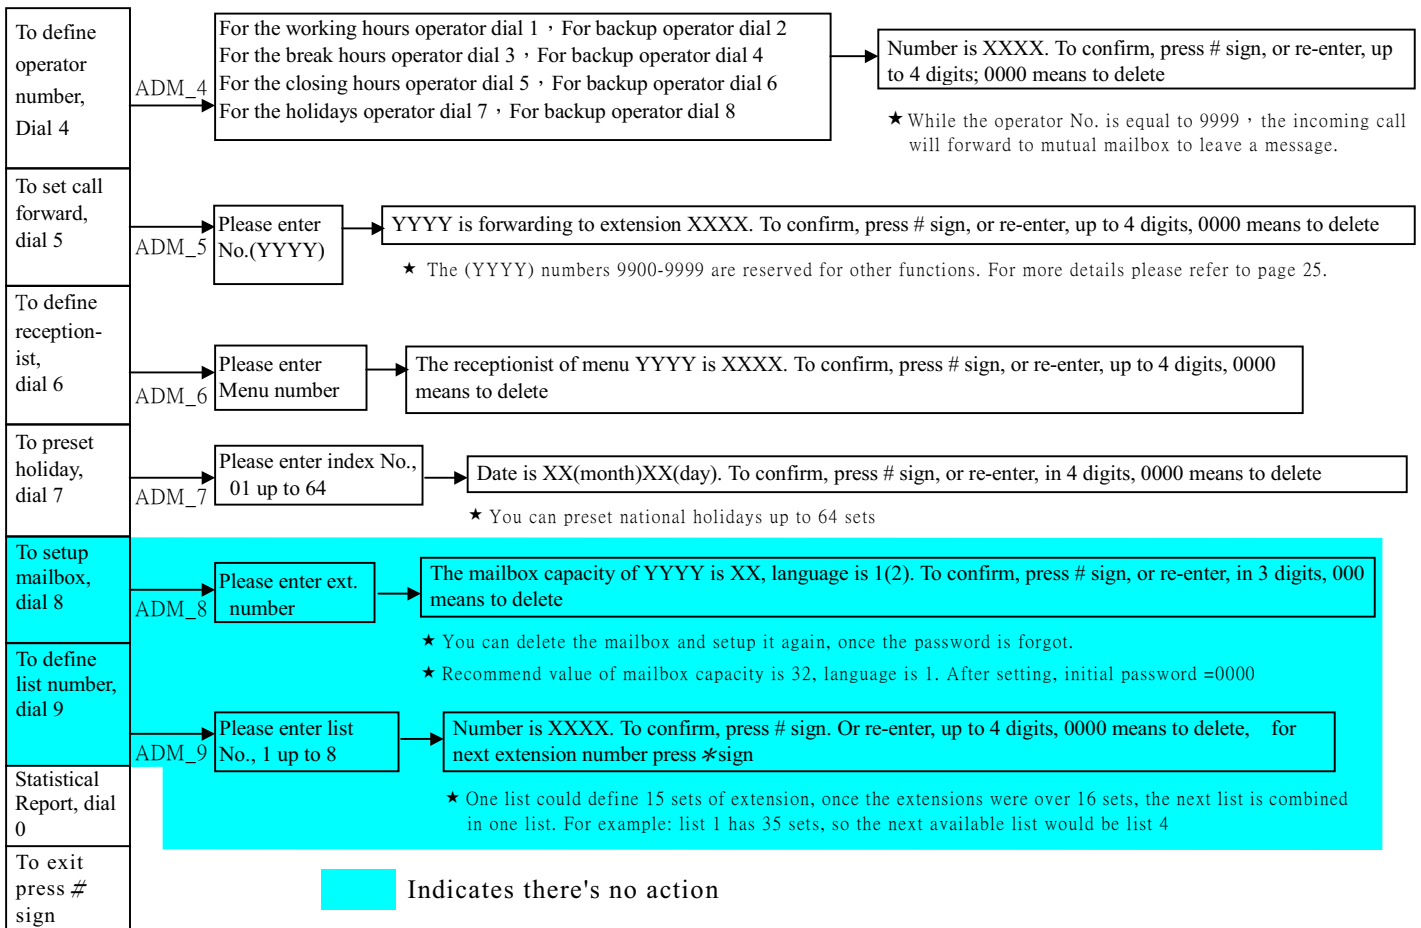 To define
operator
number,
Dial 4
ADM_4
For the working hours operator dial 1，For backup operator dial 2
For the break hours operator dial 3，For backup operator dial 4
For the closing hours operator dial 5，For backup operator dial 6
For the holidays operator dial 7，For backup operator dial 8
Number is XXXX. To confirm, press # sign, or re-enter, up
to 4 digits; 0000 means to delete
★ While the operator No. is equal to 9999，the incoming call
will forward to mutual mailbox to leave a message.
To set call
forward,
dial 5
ADM_5
Please enter
No.(YYYY)
YYYY is forwarding to extension XXXX. To confirm, press # sign, or re-enter, up to 4 digits, 0000 means to delete
★ The (YYYY) numbers 9900-9999 are reserved for other functions. For more details please refer to page 25.
To define
reception-
ist,
dial 6
ADM_6
Please enter
Menu number
The receptionist of menu YYYY is XXXX. To confirm, press # sign, or re-enter, up to 4 digits, 0000
means to delete
To preset
holiday,
dial 7
ADM_7
Please enter index No.,
01 up to 64
Date is XX(month)XX(day). To confirm, press # sign, or re-enter, in 4 digits, 0000 means to delete
★ You can preset national holidays up to 64 sets
To setup
mailbox,
dial 8
ADM_8
Please enter ext.
number
The mailbox capacity of YYYY is XX, language is 1(2). To confirm, press # sign, or re-enter, in 3 digits, 000
means to delete
★ You can delete the mailbox and setup it again, once the password is forgot.
★ Recommend value of mailbox capacity is 32, language is 1. After setting, initial password =0000
To define
list number,
dial 9
ADM_9
Please enter list
No., 1 up to 8
Number is XXXX. To confirm, press # sign. Or re-enter, up to 4 digits, 0000 means to delete, for
next extension number press ＊sign
★ One list could define 15 sets of extension, once the extensions were over 16 sets, the next list is combined
in one list. For example: list 1 has 35 sets, so the next available list would be list 4
Statistical
Report, dial
0
To exit
press #
sign
Indicates there's no action